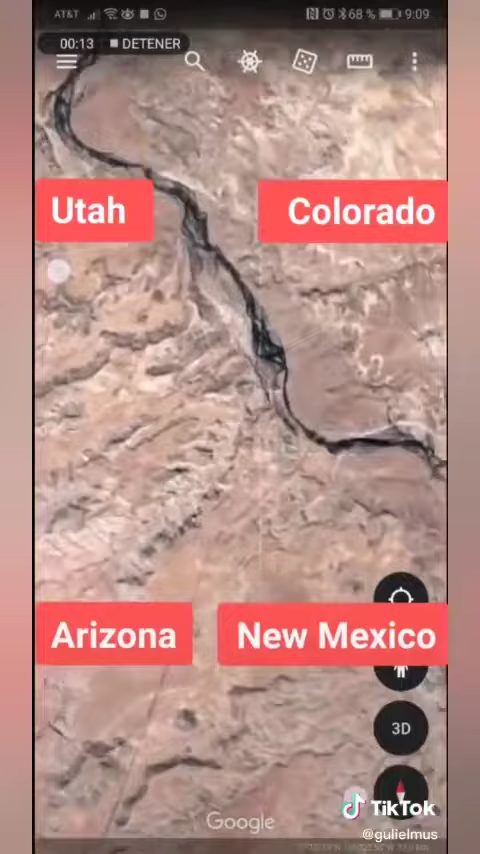 AT&T 68 % 9:09
00:13 DETENER
Utah Colorado
Arizona New Mexico
3D
Google
TikTok
@gulielmus